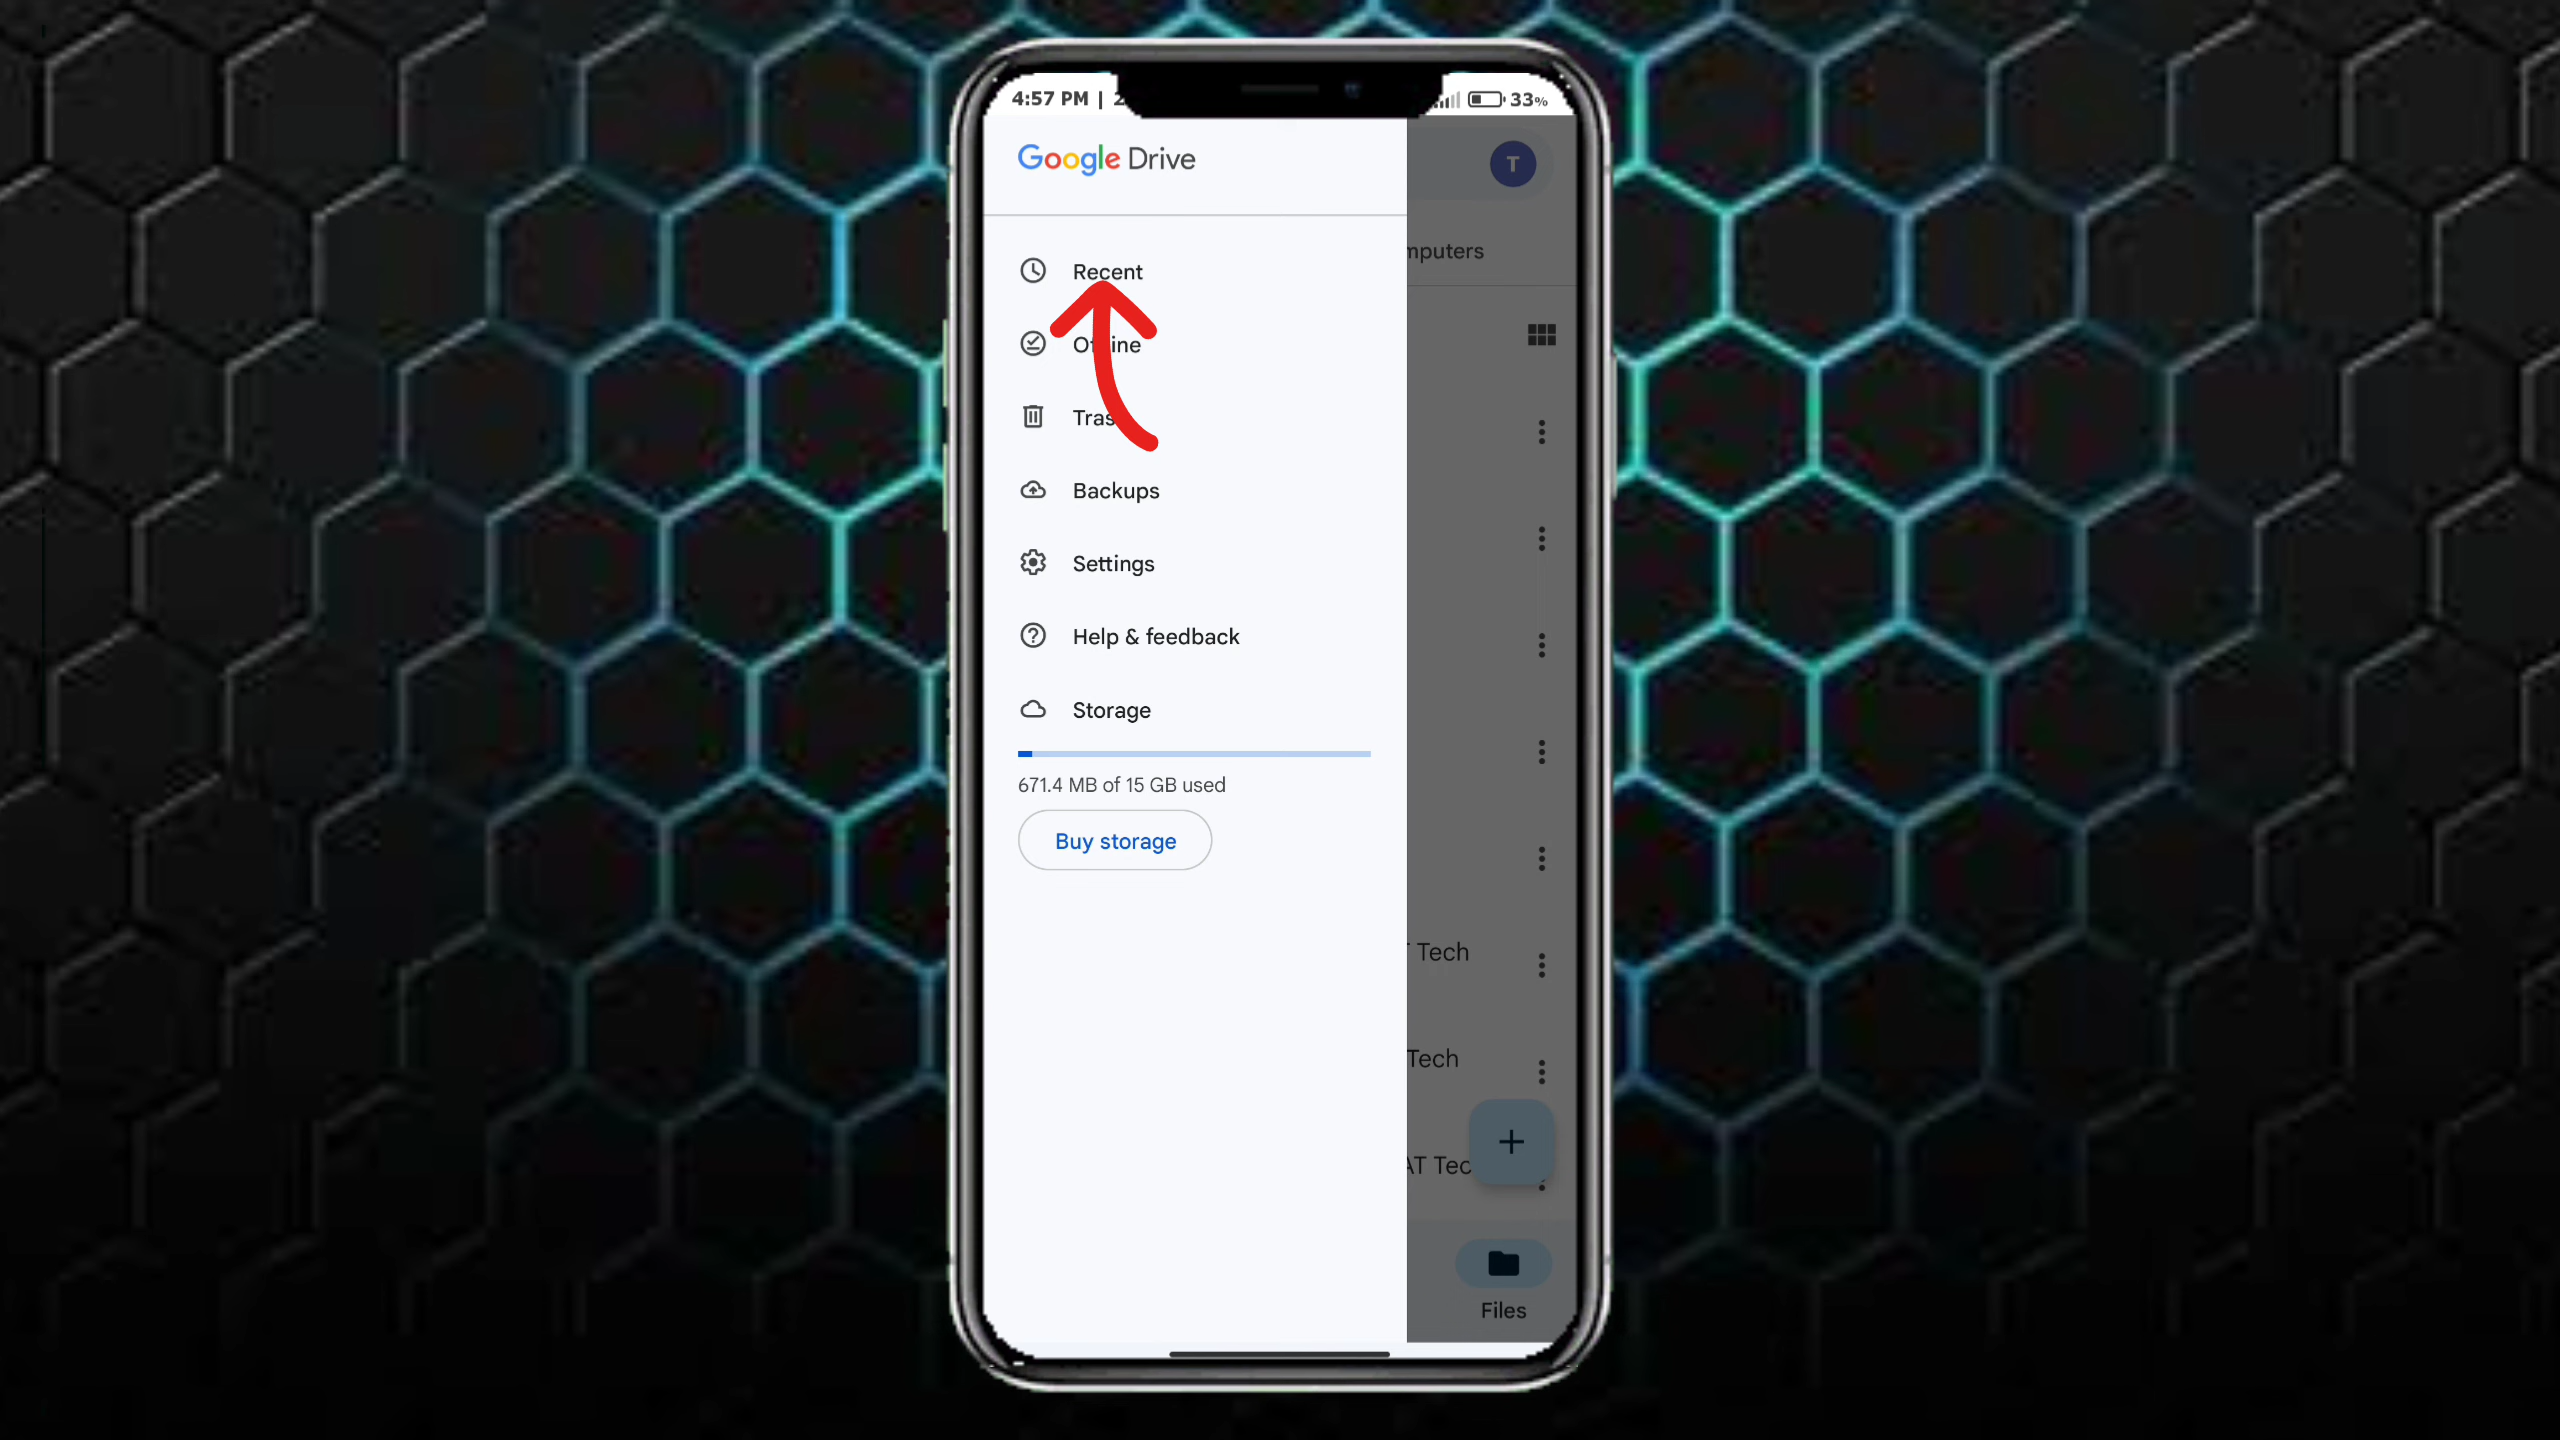 4:57 PM |
33%
Google Drive
T
mputers
Recent
Offline
Trash
Backups
Settings
Help & feedback
Storage
671.4 MB of 15 GB used
Buy storage
Tech
Tech
AT Tec
+
Files